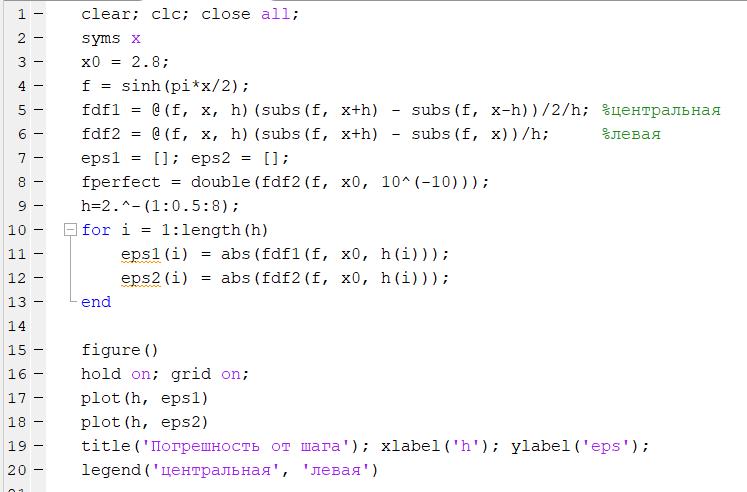 1 clear; clc; close all;
2 syms x
3 x0 = 2.8;
4 f = sinh(pi*x/2);
5 fdf1 = @(f, x, h)(subs(f, x+h) - subs(f, x-h))/2/h; %центральная
6 fdf2 = @(f, x, h)(subs(f, x+h) - subs(f, x))/h; %левая
7 eps1 = []; eps2 = [];
8 fperfect = double(fdf2(f, x0, 10^(-10)));
9 h=2.^-(1:0.5:8);
10 for i = 1:length(h)
11 eps1(i) = abs(fdf1(f, x0, h(i)));
12 eps2(i) = abs(fdf2(f, x0, h(i)));
13 end
14
15 figure()
16 hold on; grid on;
17 plot(h, eps1)
18 plot(h, eps2)
19 title('Погрешность от шага'); xlabel('h'); ylabel('eps');
20 legend('центральная', 'левая')